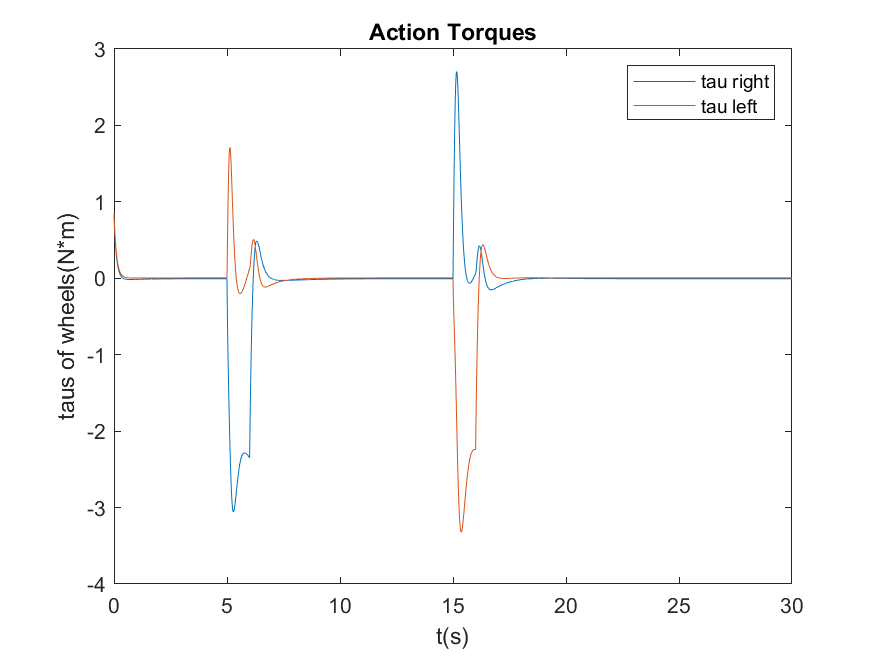 Action Torques
tau right
tau left
taus of wheels(N*m)
3
2
1
0
-1
-2
-3
-4
0 5 10 15 20 25 30
t(s)